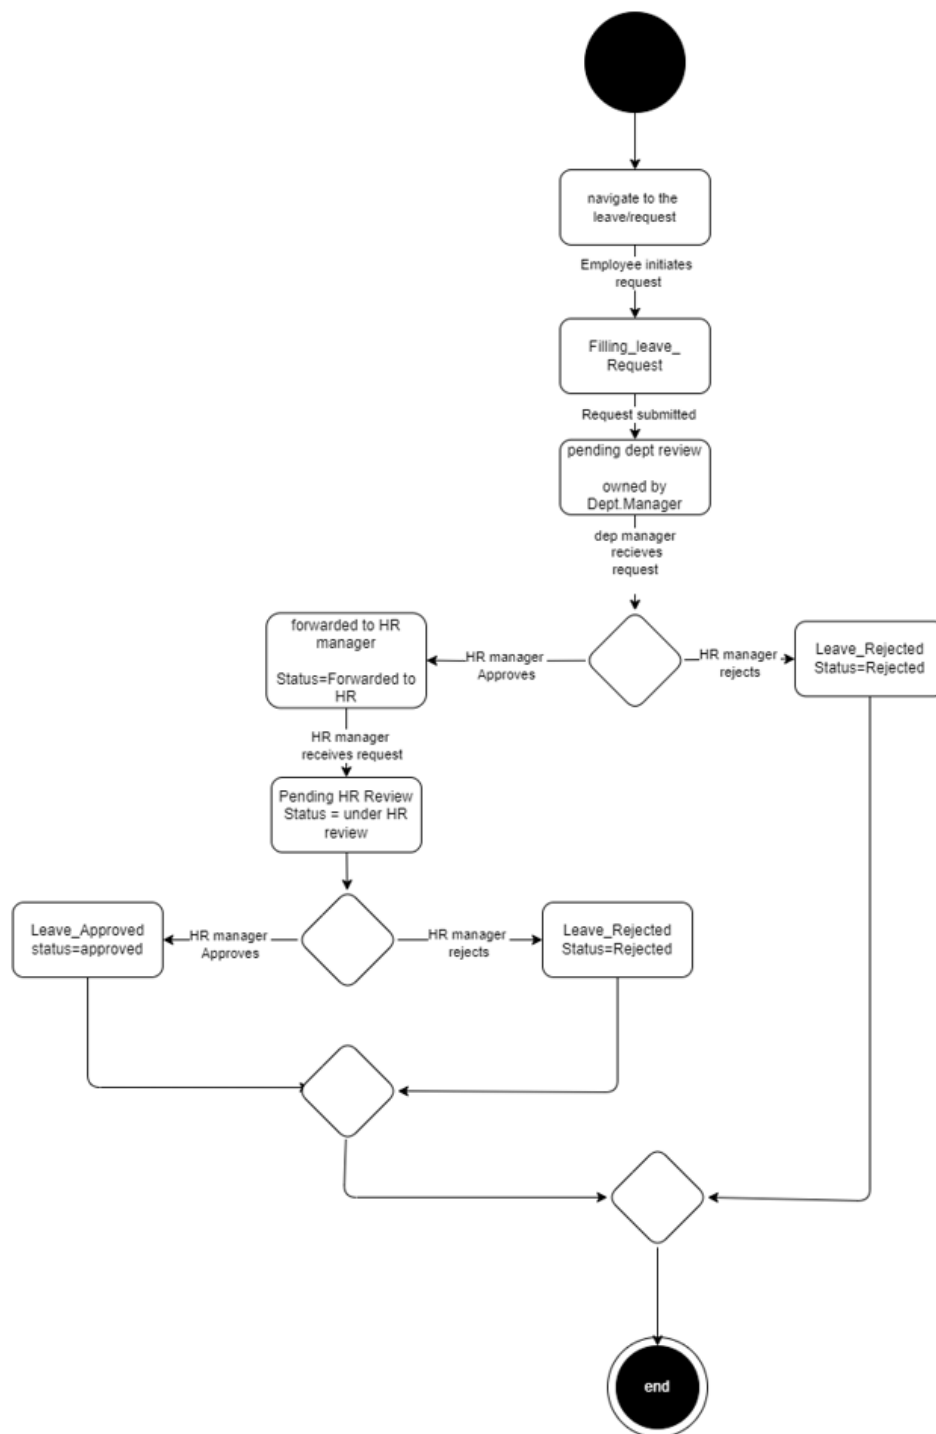 navigate to the
leave/request
Employee initiates
request
Filling_leave_
Request
Request submitted
pending dept review
owned by
Dept.Manager
dep manager
recieves
request
forwarded to HR
manager
Status=Forwarded to
HR
HR manager
Approves
HR manager
rejects
Leave_Rejected
Status=Rejected
HR manager
receives request
Pending HR Review
Status = under HR
review
Leave_Approved
status=approved
HR manager
Approves
HR manager
rejects
Leave_Rejected
Status=Rejected
end